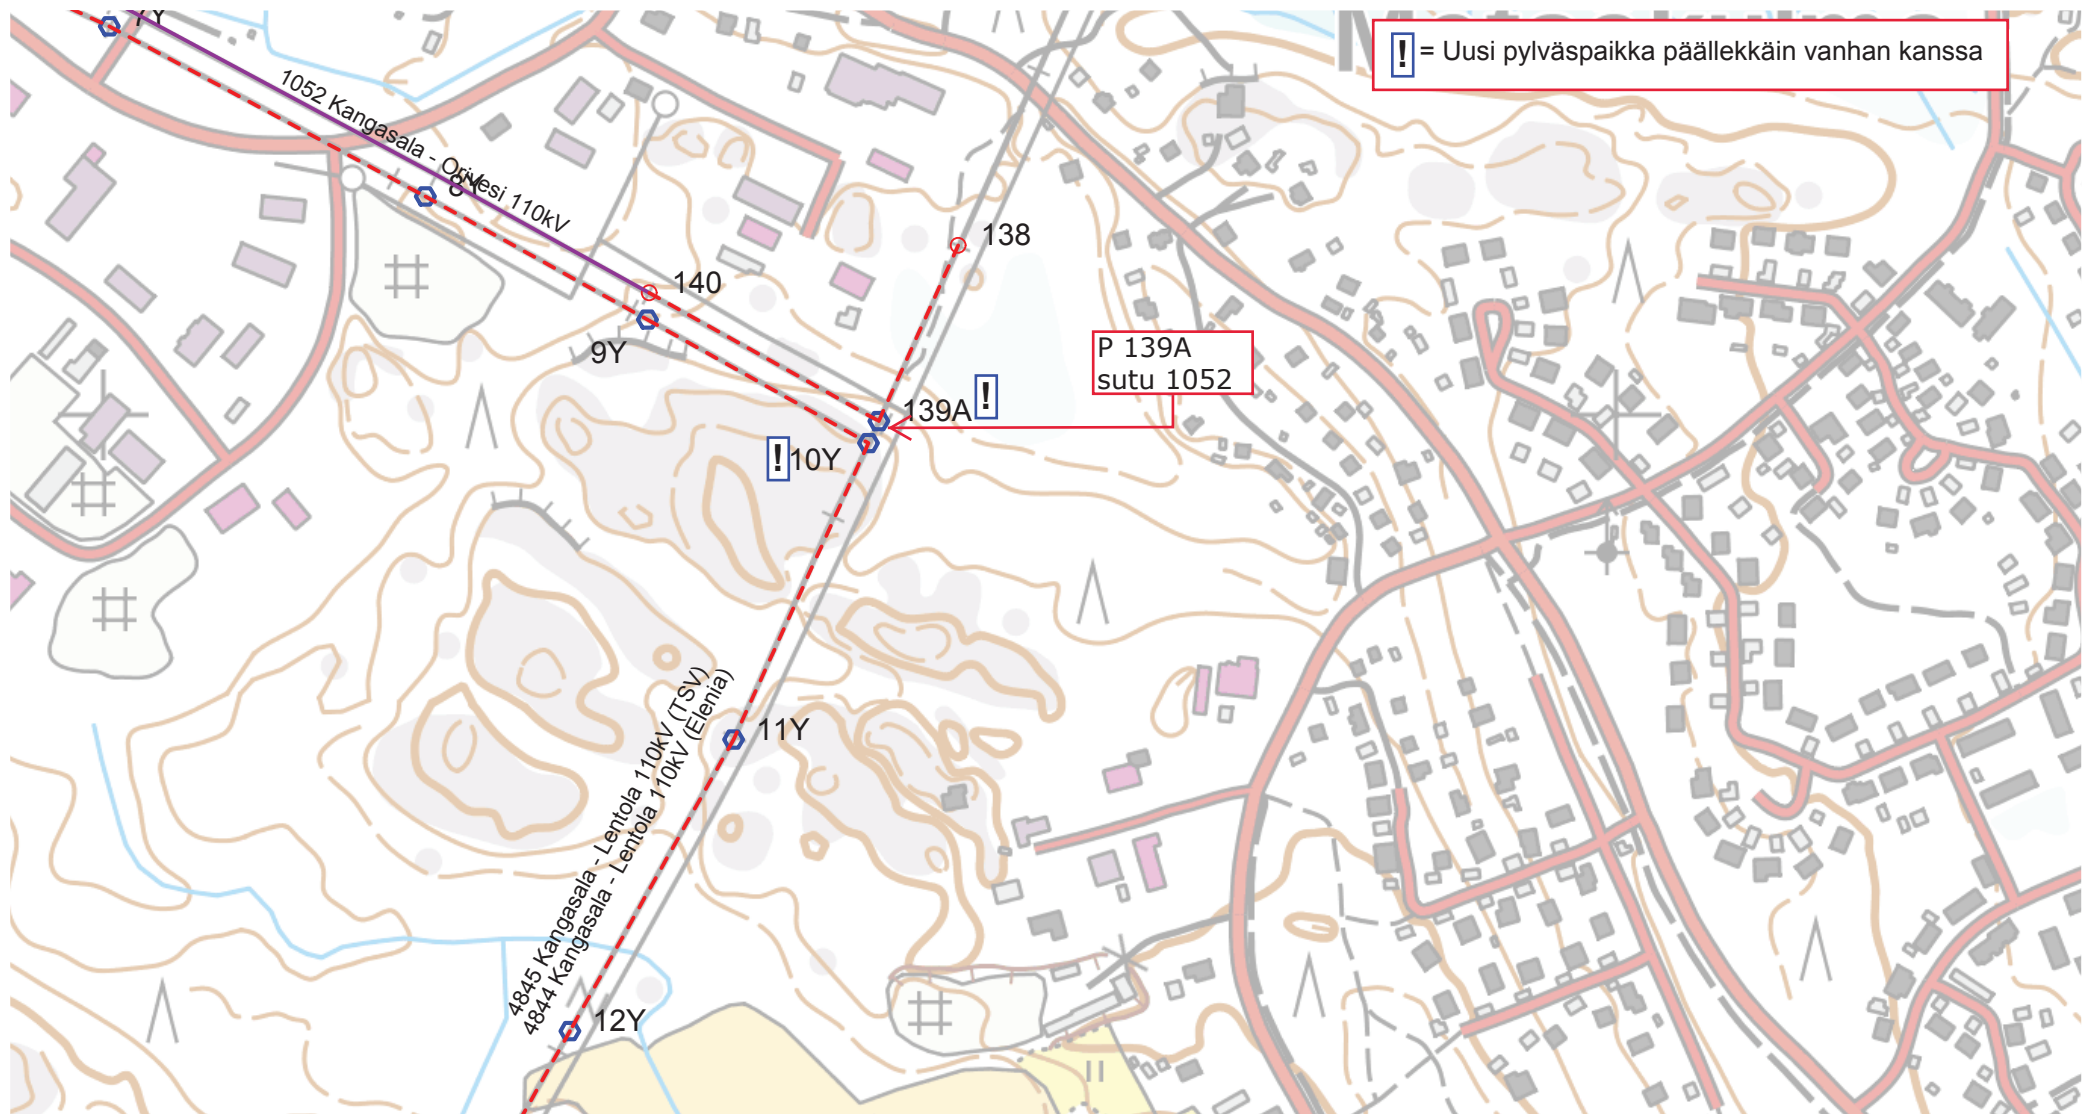 7Y
! = Uusi pylväspaikka päällekkäin vanhan kanssa
1052 Kangasala - Orivesi 110kV
8Y
138
140
9Y
P 139A
sutu 1052
139A !
! 10Y
11Y
4845 Kangasala - Lentola 110kV (TSV)
4844 Kangasala - Lentola 110kV (Elenia)
12Y